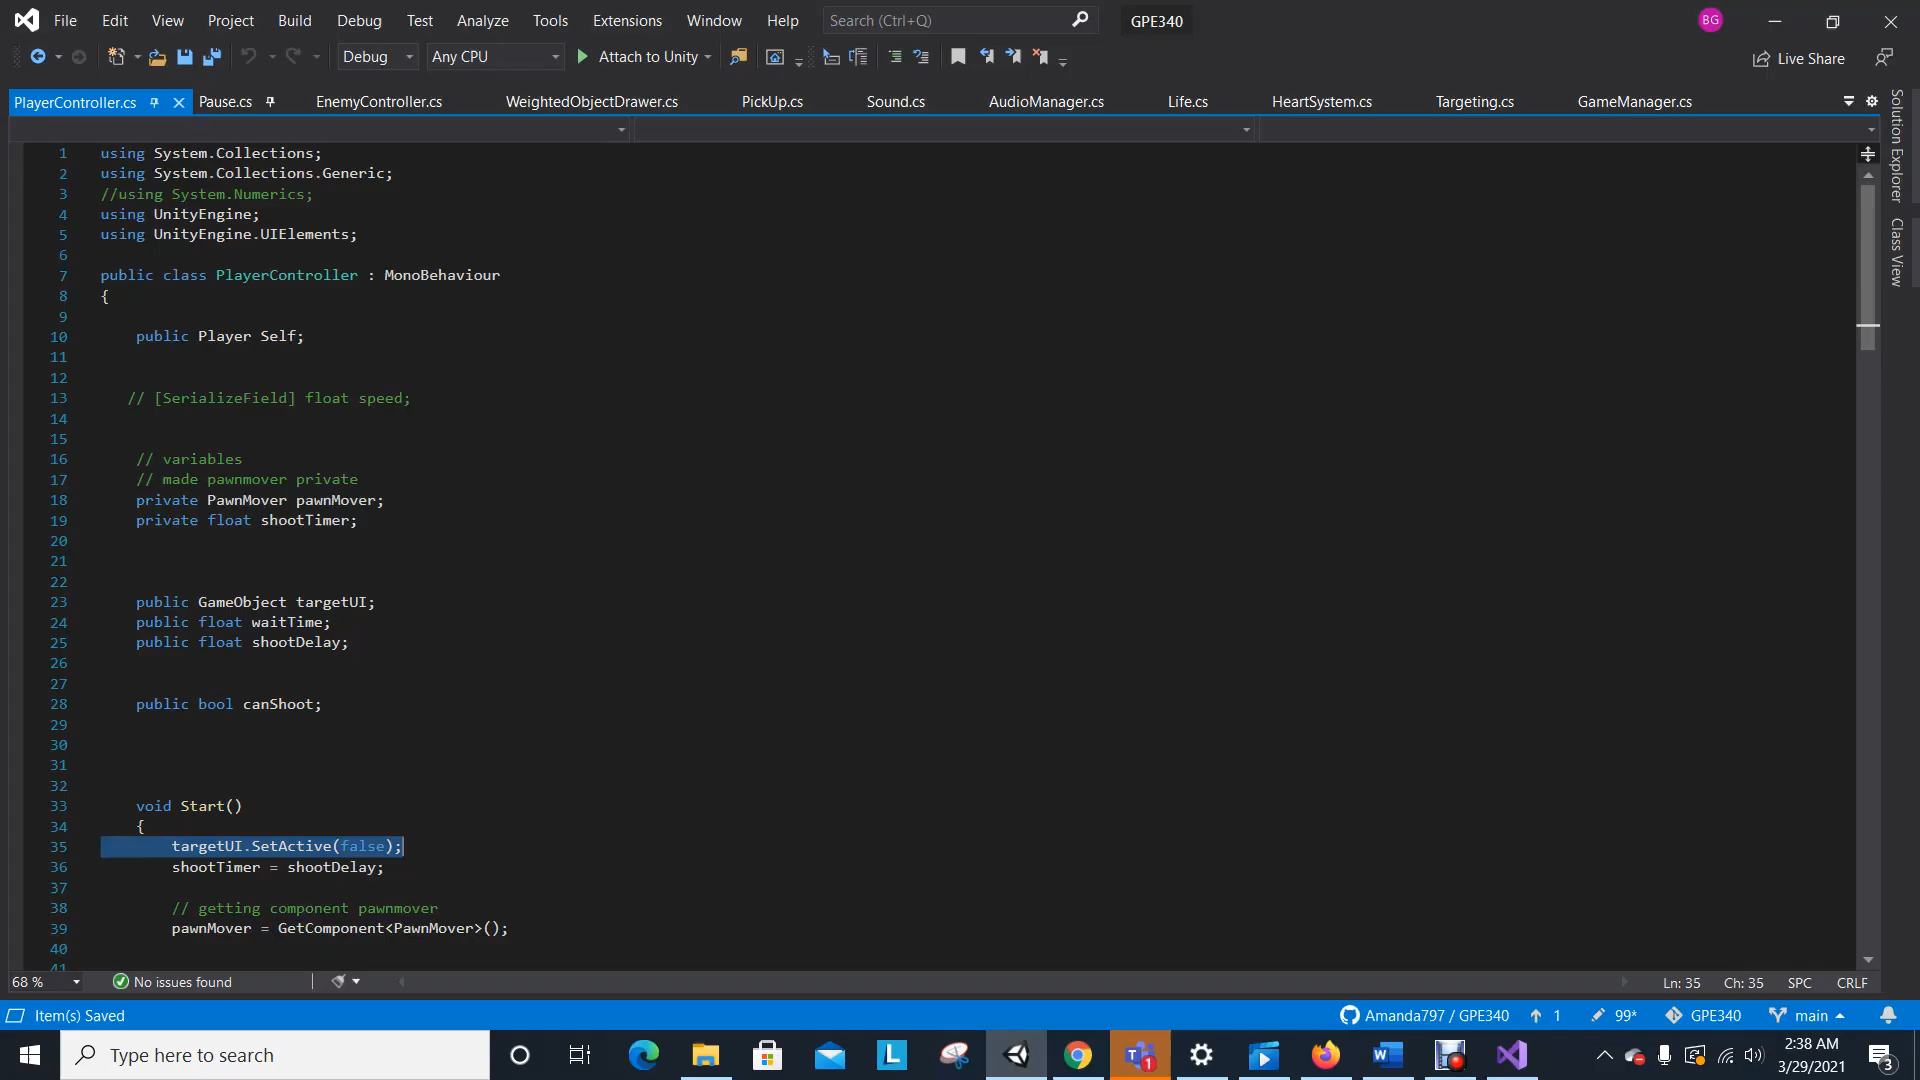 File Edit View Project Build Debug Test Analyze Tools Extensions Window Help Search (Ctrl+Q) GPE340 BG
Debug Any CPU Attach to Unity Live Share
PlayerController.cs Pause.cs EnemyController.cs WeightedObjectDrawer.cs PickUp.cs Sound.cs AudioManager.cs Life.cs HeartSystem.cs Targeting.cs GameManager.cs
Solution Explorer
Class View
1 using System.Collections;
2 using System.Collections.Generic;
3 //using System.Numerics;
4 using UnityEngine;
5 using UnityEngine.UIElements;
6
7 public class PlayerController : MonoBehaviour
8 {
9
10 public Player Self;
11
12
13 // [SerializeField] float speed;
14
15
16 // variables
17 // made pawnmover private
18 private PawnMover pawnMover;
19 private float shootTimer;
20
21
22
23 public GameObject targetUI;
24 public float waitTime;
25 public float shootDelay;
26
27
28 public bool canShoot;
29
30
31
32
33 void Start()
34 {
35 targetUI.SetActive(false);
36 shootTimer = shootDelay;
37
38 // getting component pawnmover
39 pawnMover = GetComponent<PawnMover>();
40
41
68 % No issues found Ln: 35 Ch: 35 SPC CRLF
Item(s) Saved Amanda797 / GPE340 1 99* GPE340 main
Type here to search L T 1 W 2:38 AM
3/29/2021 3